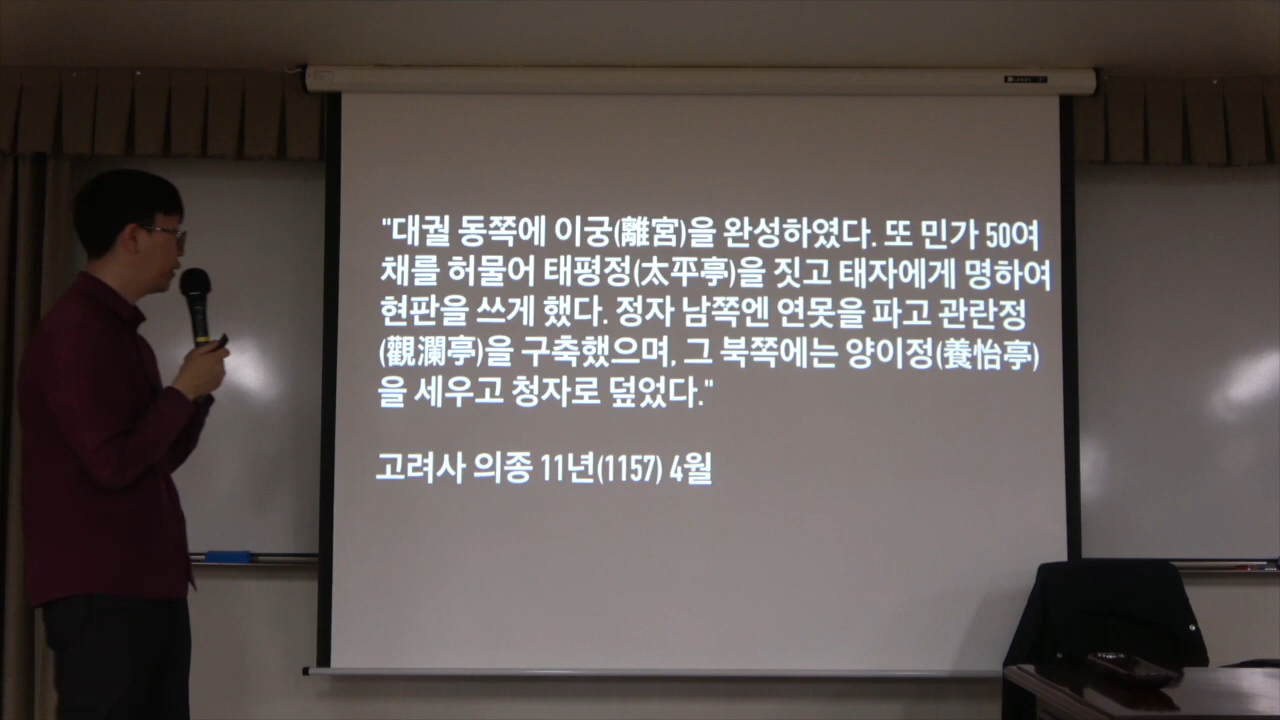 "대궐 동쪽에 이궁(離宮)을 완성하였다. 또 민가 50여
채를 허물어 태평정(太平亭)을 짓고 태자에게 명하여
현판을 쓰게 했다. 정자 남쪽엔 연못을 파고 관란정
(觀瀾亭)을 구축했으며, 그 북쪽에는 양이정(養怡亭)
을 세우고 청자로 덮었다."
고려사 의종 11년(1157) 4월